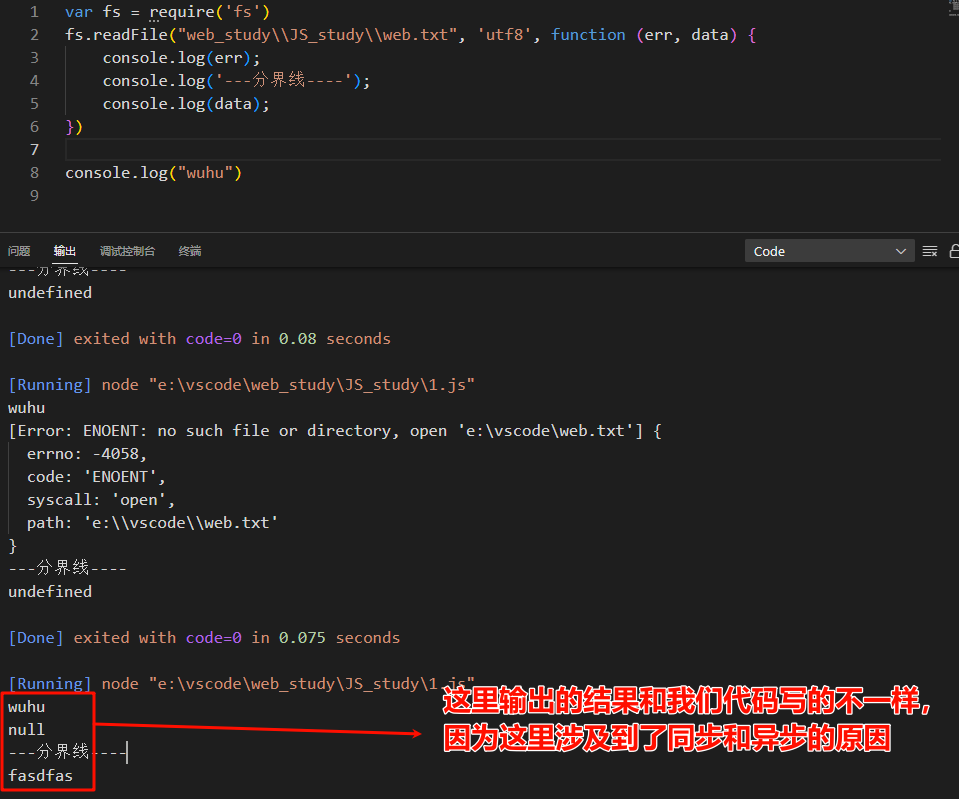 1 var fs = require('fs')
2 fs.readFile("web_study\\JS_study\\web.txt", 'utf8', function (err, data) {
3 console.log(err);
4 console.log('---分界线----');
5 console.log(data);
6 })
7
8 console.log("wuhu")
9
问题 输出 调试控制台 终端 Code
---分界线----
undefined
[Done] exited with code=0 in 0.08 seconds
[Running] node "e:\vscode\web_study\JS_study\1.js"
wuhu
[Error: ENOENT: no such file or directory, open 'e:\vscode\web.txt'] {
errno: -4058,
code: 'ENOENT',
syscall: 'open',
path: 'e:\\vscode\\web.txt'
}
---分界线----
undefined
[Done] exited with code=0 in 0.075 seconds
[Running] node "e:\vscode\web_study\JS_study\1.js"
wuhu
null
---分界线----
fasdfas
这里输出的结果和我们代码写的不一样，
因为这里涉及到了同步和异步的原因